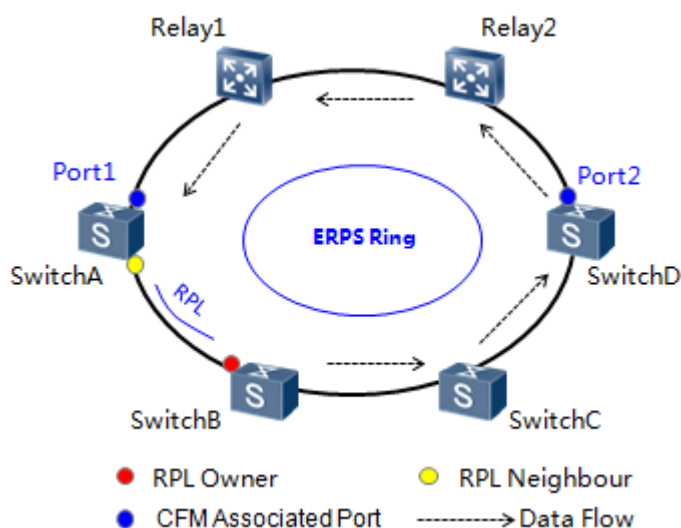 Relay1
Relay2
Port1
Port2
ERPS Ring
S
S
SwitchA
SwitchD
RPL
S
S
SwitchB
SwitchC
RPL Owner
RPL Neighbour
CFM Associated Port
Data Flow